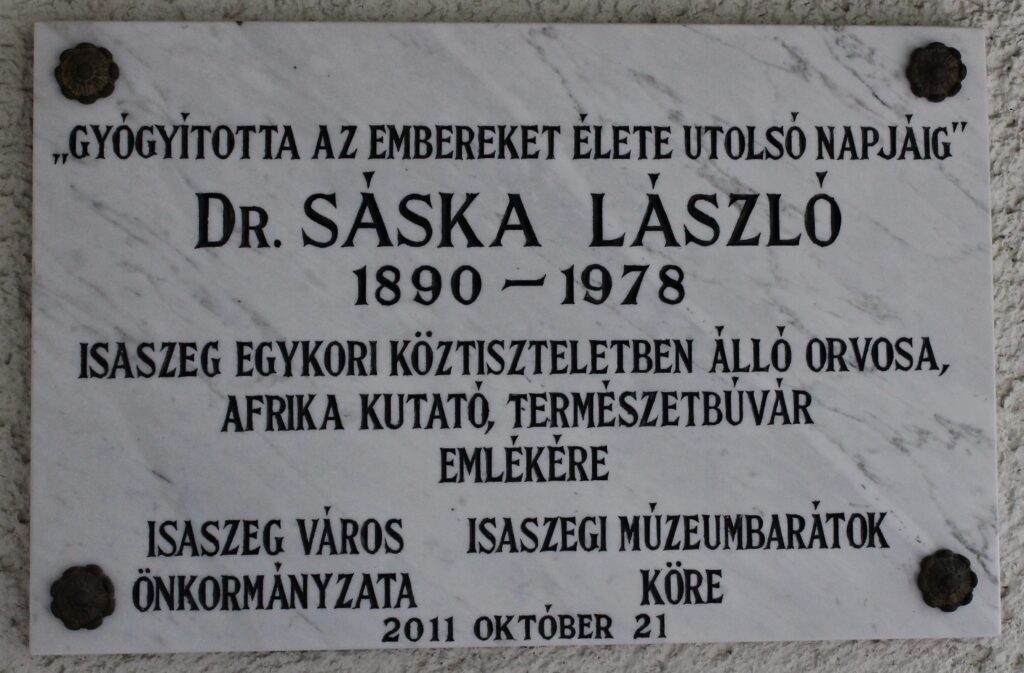 „GYÓGYÍTOTTA AZ EMBEREKET ÉLETE UTOLSÓ NAPJÁIG”
DR. SÁSKA LÁSZLÓ
1890 – 1978
ISASZEG EGYKORI KÖZTISZTELETBEN ÁLLÓ ORVOSA,
AFRIKA KUTATÓ, TERMÉSZETBÚVÁR
EMLÉKÉRE
ISASZEG VÁROS
ÖNKORMÁNYZATA
ISASZEGI MÚZEUMBARÁTOK
KÖRE
2011 OKTÓBER 21